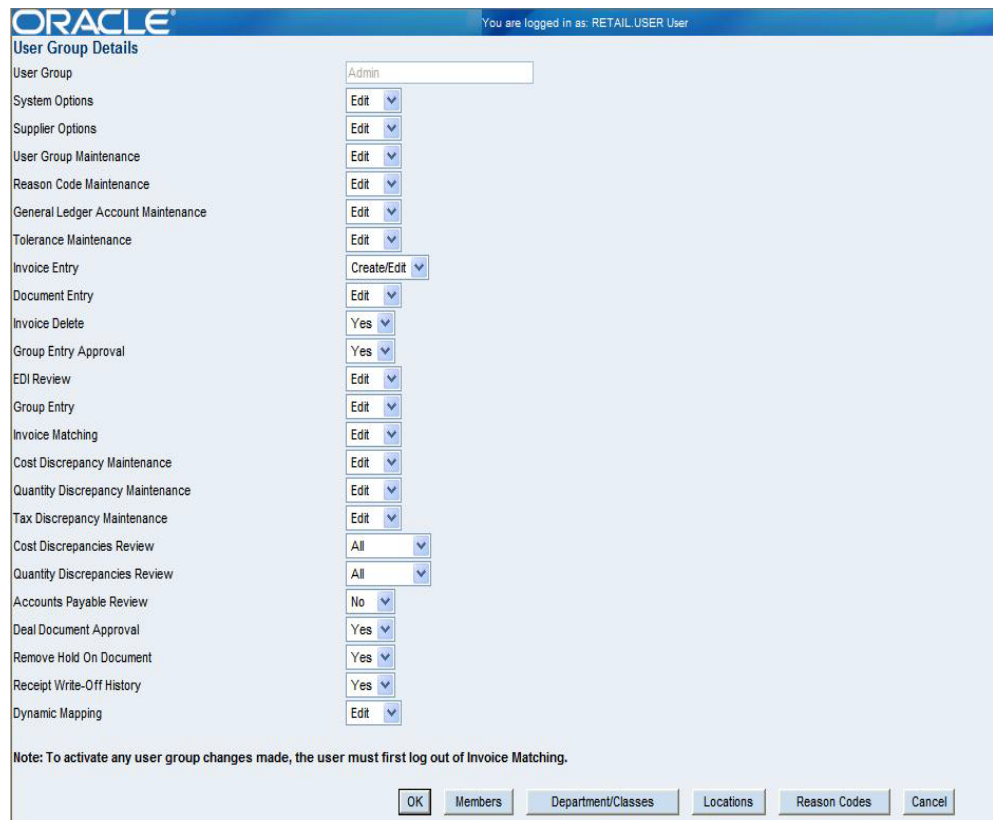 ORACLE®
You are logged in as: RETAIL.USER User
User Group Details
User Group Admin
System Options Edit
Supplier Options Edit
User Group Maintenance Edit
Reason Code Maintenance Edit
General Ledger Account Maintenance Edit
Tolerance Maintenance Edit
Invoice Entry Create/Edit
Document Entry Edit
Invoice Delete Yes
Group Entry Approval Yes
EDI Review Edit
Group Entry Edit
Invoice Matching Edit
Cost Discrepancy Maintenance Edit
Quantity Discrepancy Maintenance Edit
Tax Discrepancy Maintenance Edit
Cost Discrepancies Review All
Quantity Discrepancies Review All
Accounts Payable Review No
Deal Document Approval Yes
Remove Hold On Document Yes
Receipt Write-Off History Yes
Dynamic Mapping Edit
Note: To activate any user group changes made, the user must first log out of Invoice Matching.
OK Members Department/Classes Locations Reason Codes Cancel